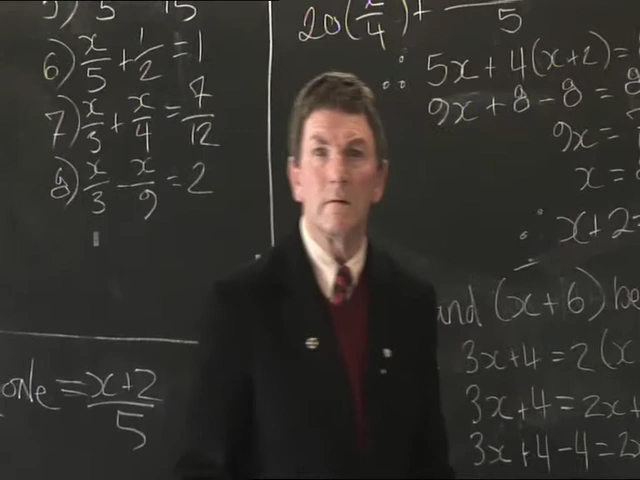 5) 5 15
6) x/5 + 1/2 = 1
7) x/3 + x/4 = 7/12
8) x/3 - x/9 = 2
one = x+2/5
20(x/4) + /5
∴ 5x + 4(x+2) =
9x + 8 - 8 = 8
9x =
x =
∴ x + 2
and (x+6) be
3x+4 = 2(x
3x+4 = 2x+
3x+4-4 = 2x